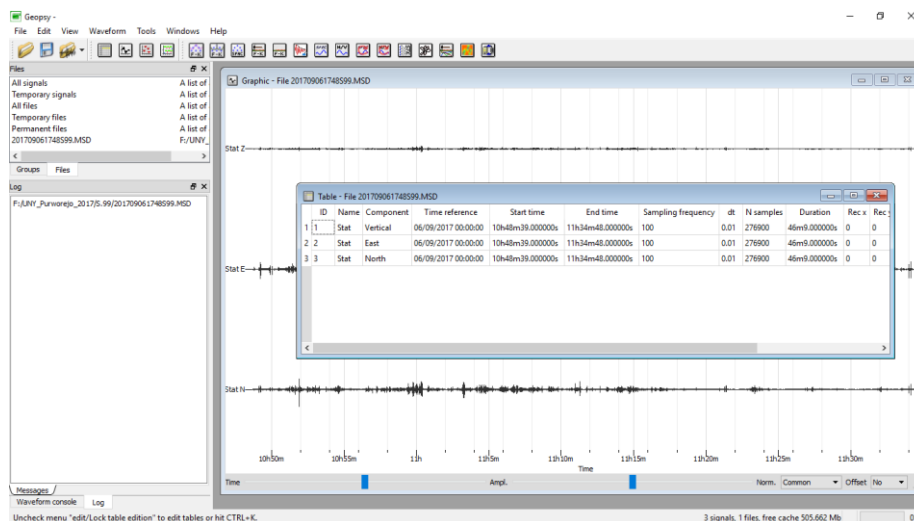 Geopsy -
File Edit View Waveform Tools Windows Help
Files
All signals A list of
Temporary signals A list of
All files A list of
Temporary files A list of
Permanent files A list of
201709061748S99.MSD F:/UNY_
Groups Files
Log
F:/UNY_Purworejo_2017/S.99/201709061748S99.MSD
Messages
Waveform console Log
Graphic - File 201709061748S99.MSD
Stat Z
Table - File 201709061748S99.MSD
ID Name Component Time reference Start time End time Sampling frequency dt N samples Duration Rec x Rec y
1 1 Stat Vertical 06/09/2017 00:00:00 10h48m39.000000s 11h34m48.000000s 100 0.01 276900 46m9.000000s 0 0
2 2 Stat East 06/09/2017 00:00:00 10h48m39.000000s 11h34m48.000000s 100 0.01 276900 46m9.000000s 0 0
3 3 Stat North 06/09/2017 00:00:00 10h48m39.000000s 11h34m48.000000s 100 0.01 276900 46m9.000000s 0 0
Stat E
Stat N
10h50m 10h55m 11h 11h5m 11h10m 11h15m 11h20m 11h25m 11h30m
Time
Time Ampl. Norm. Common Offset No
Uncheck menu "edit/Lock table edition" to edit tables or hit CTRL+K. 3 signals, 1 files, free cache 505.662 Mb 0